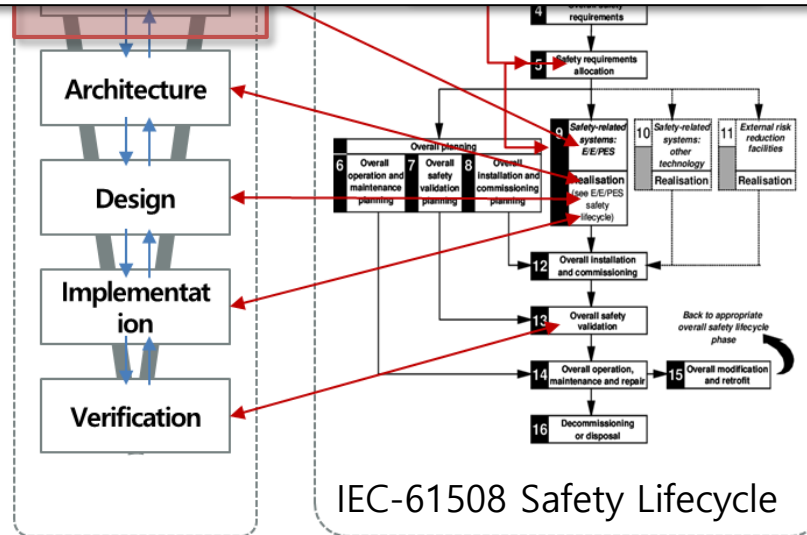 Architecture
Design
Implementat
ion
Verification
4
Overall safety
requirements
5
Safety requirements
allocation
Overall planning
6
Overall
operation and
maintenance
planning
7
Overall
safety
validation
planning
8
Overall
installation and
commissioning
planning
9
Safety-related
systems:
E/E/PES
Realisation
(see E/E/PES
safety
lifecycle)
10
Safety-related
systems:
other
technology
Realisation
11
External risk
reduction
facilities
Realisation
12
Overall installation
and commissioning
13
Overall safety
validation
Back to appropriate
overall safety lifecycle
phase
14
Overall operation,
maintenance and repair
15
Overall modification
and retrofit
16
Decommissioning
or disposal
IEC-61508 Safety Lifecycle